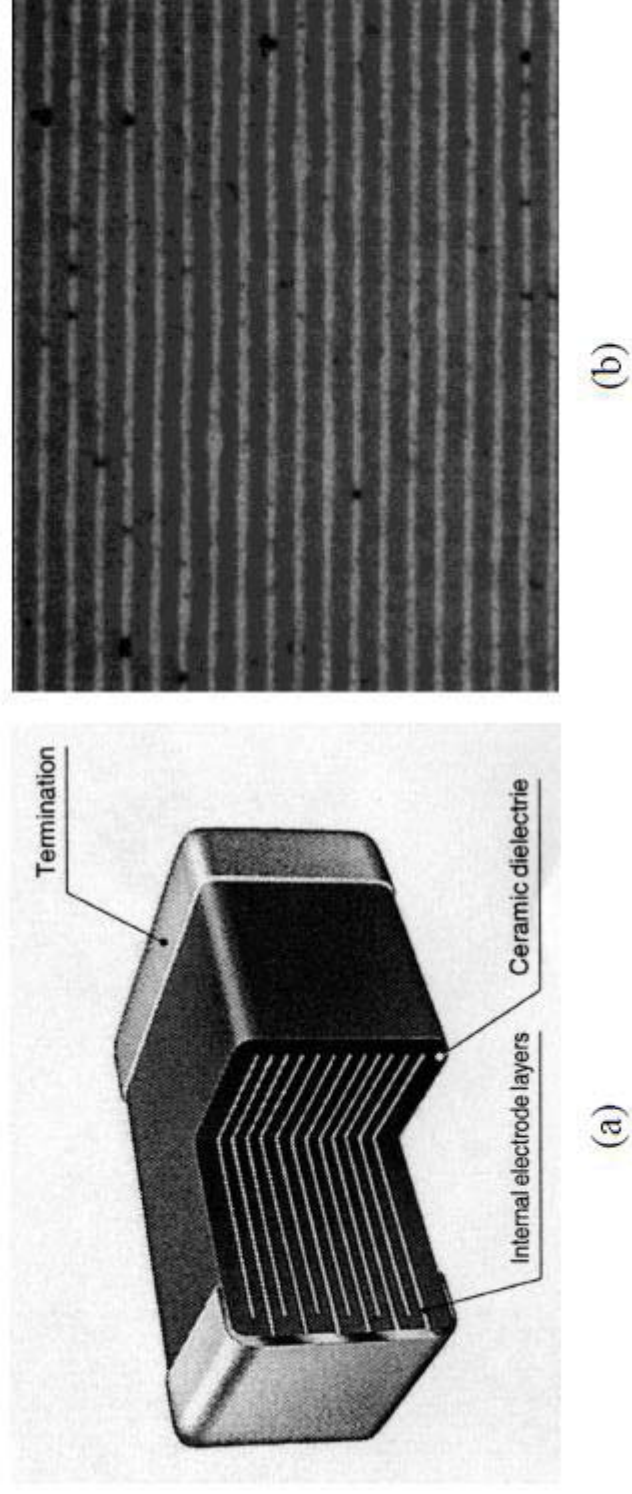 Termination
Internal electrode layers
Ceramic dielectrie
(a)
(b)